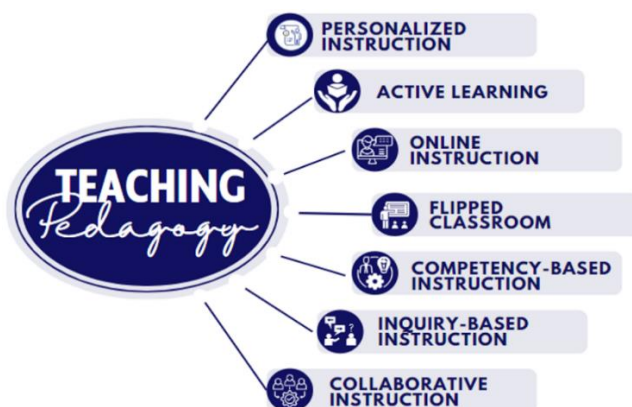 PERSONALIZED
INSTRUCTION
ACTIVE LEARNING
ONLINE
INSTRUCTION
TEACHING
Pedagogy
FLIPPED
CLASSROOM
COMPETENCY-BASED
INSTRUCTION
INQUIRY-BASED
INSTRUCTION
COLLABORATIVE
INSTRUCTION